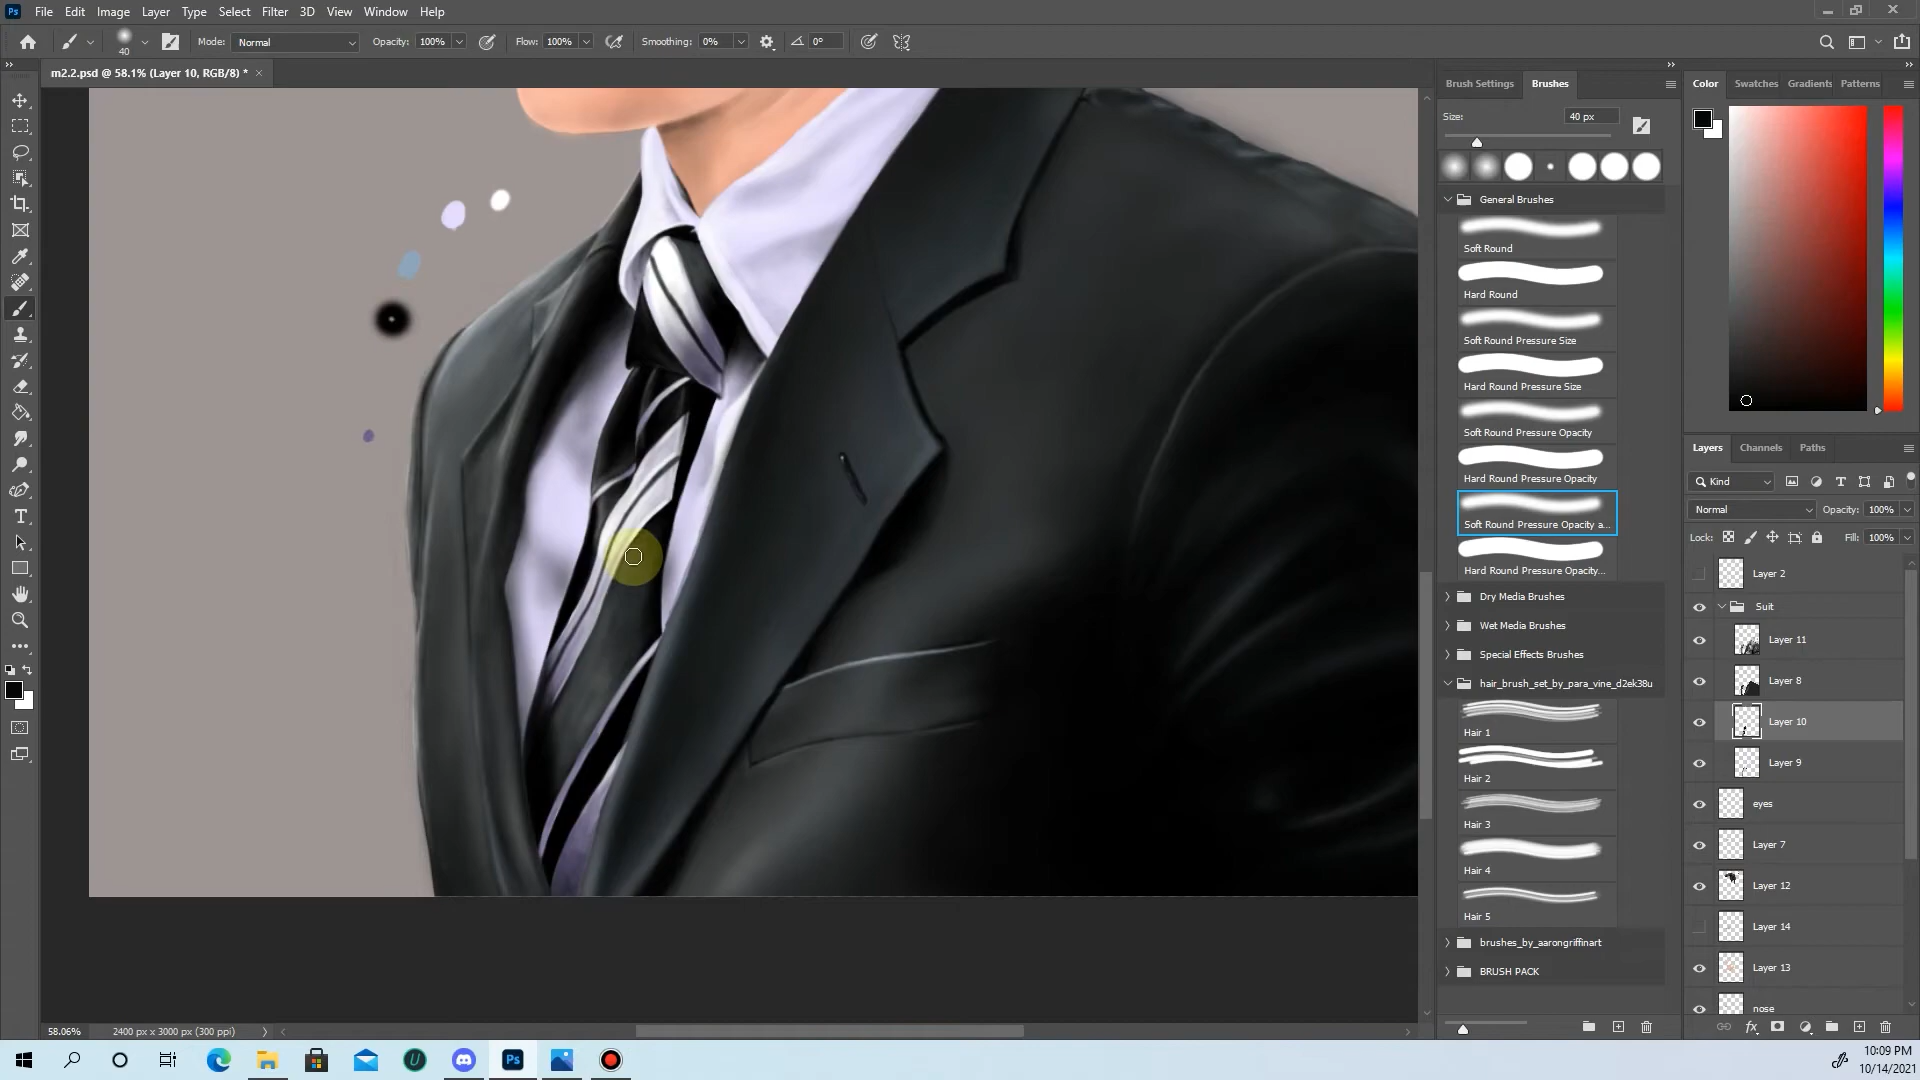 Ps File Edit Image Layer Type Select Filter 3D View Window Help
40 Mode: Normal Opacity: 100% Flow: 100% Smoothing: 0% 0°
m2.2.psd @ 58.1% (Layer 10, RGB/8) * ×
Brush Settings Brushes
Size: 40 px
General Brushes
Soft Round
Hard Round
Soft Round Pressure Size
Hard Round Pressure Size
Soft Round Pressure Opacity
Hard Round Pressure Opacity
Soft Round Pressure Opacity a...
Hard Round Pressure Opacity...
Dry Media Brushes
Wet Media Brushes
Special Effects Brushes
hair_brush_set_by_para_vine_d2ek38u
Hair 1
Hair 2
Hair 3
Hair 4
Hair 5
brushes_by_aarongriffinart
BRUSH PACK
Color Swatches Gradients Patterns
Layers Channels Paths
Kind
Normal Opacity: 100%
Lock: Fill: 100%
Layer 2
Suit
Layer 11
Layer 8
Layer 10
Layer 9
eyes
Layer 7
Layer 12
Layer 14
Layer 13
nose
fx
58.06% 2400 px x 3000 px (300 ppi)
Ps
10:09 PM
10/14/2021